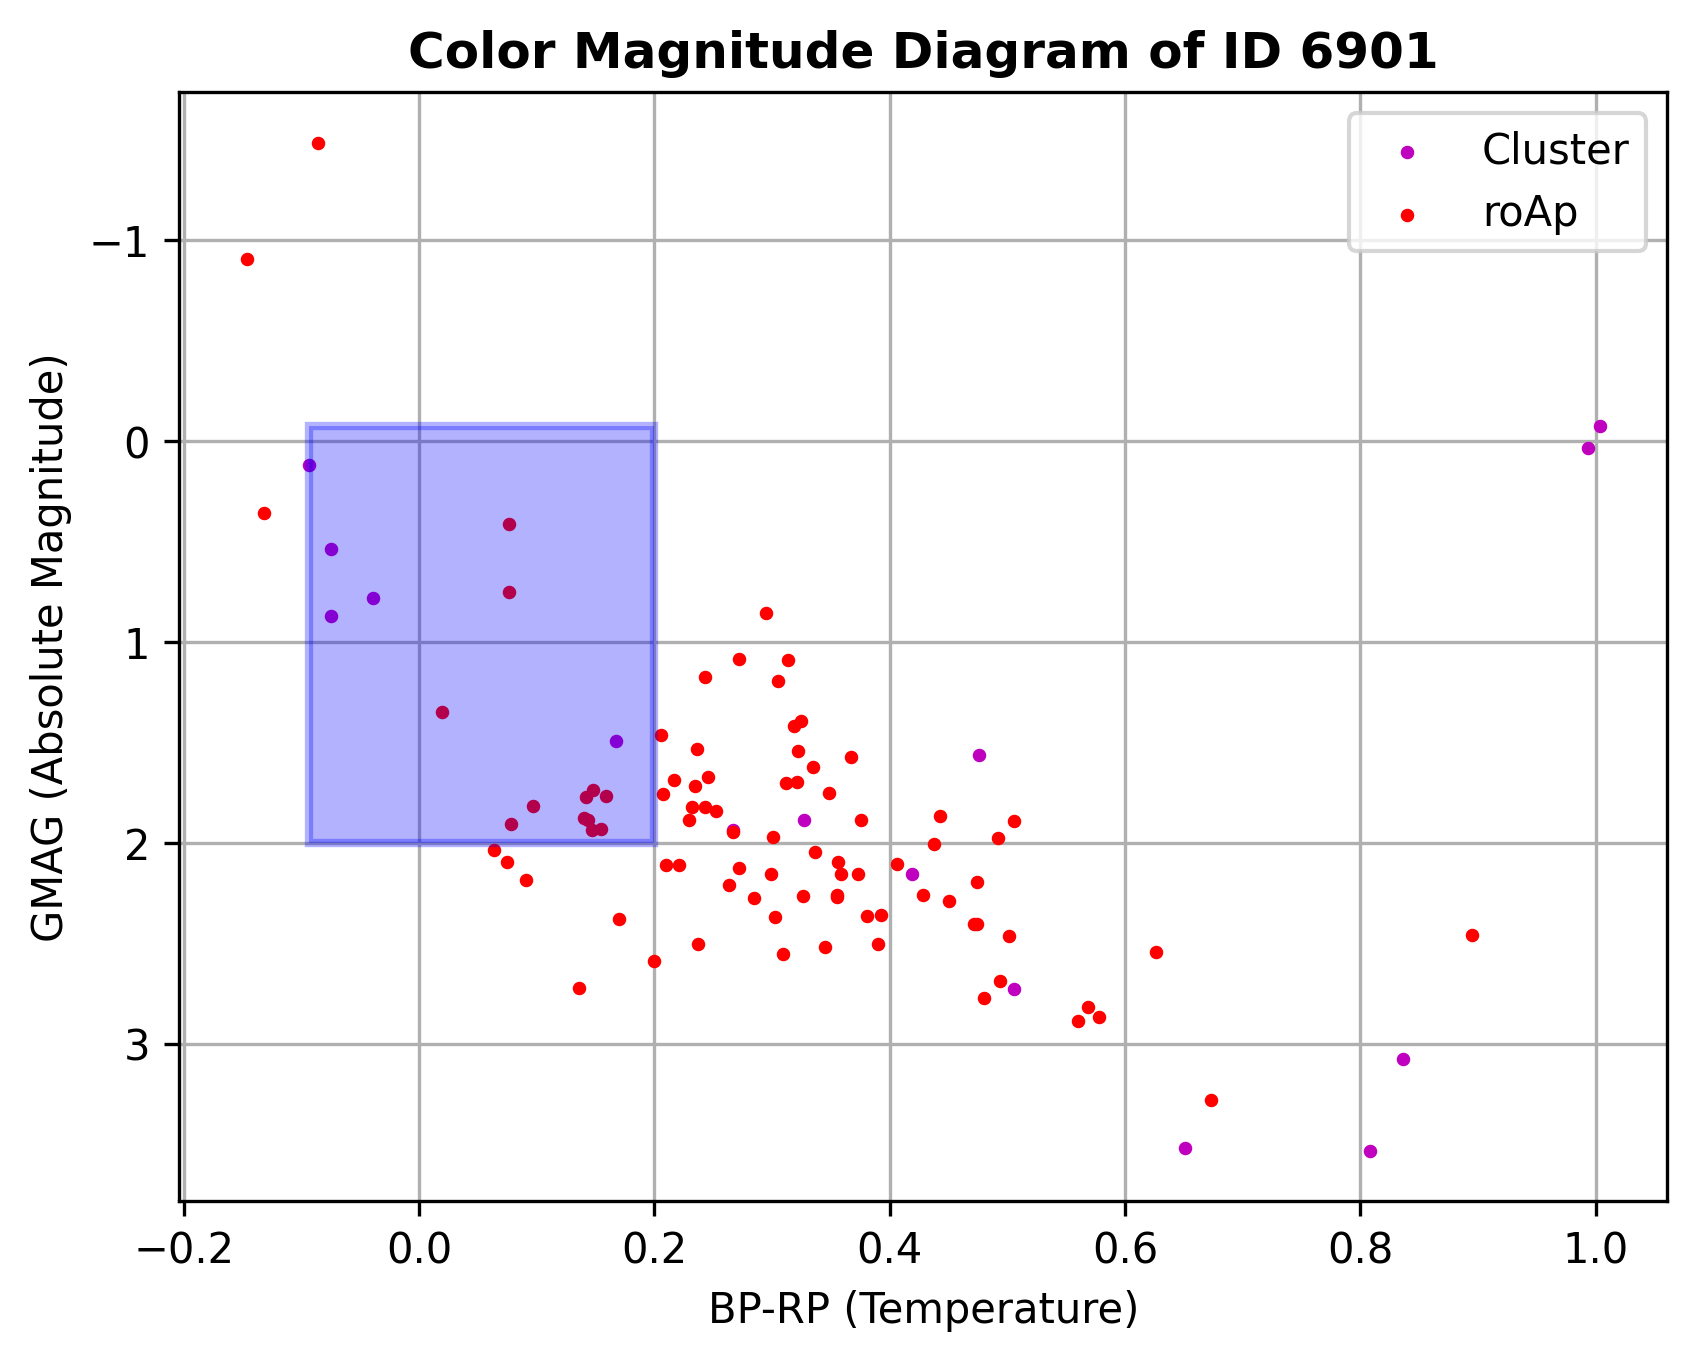 Color Magnitude Diagram of ID 6901
Cluster
roAp
GMAG (Absolute Magnitude)
−1
0
1
2
3
−0.2 0.0 0.2 0.4 0.6 0.8 1.0
BP-RP (Temperature)